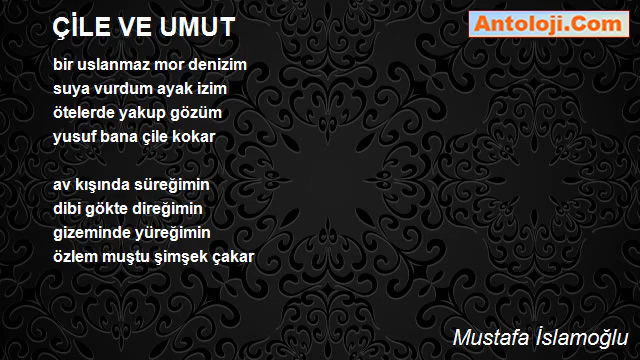 ÇİLE VE UMUT
Antoloji.Com
bir uslanmaz mor denizim
suya vurdum ayak izim
ötelerde yakup gözüm
yusuf bana çile kokar
av kışında süreğimin
dibi gökte direğimin
gizeminde yüreğimin
özlem muştu şimşek çakar
Mustafa İslamoğlu